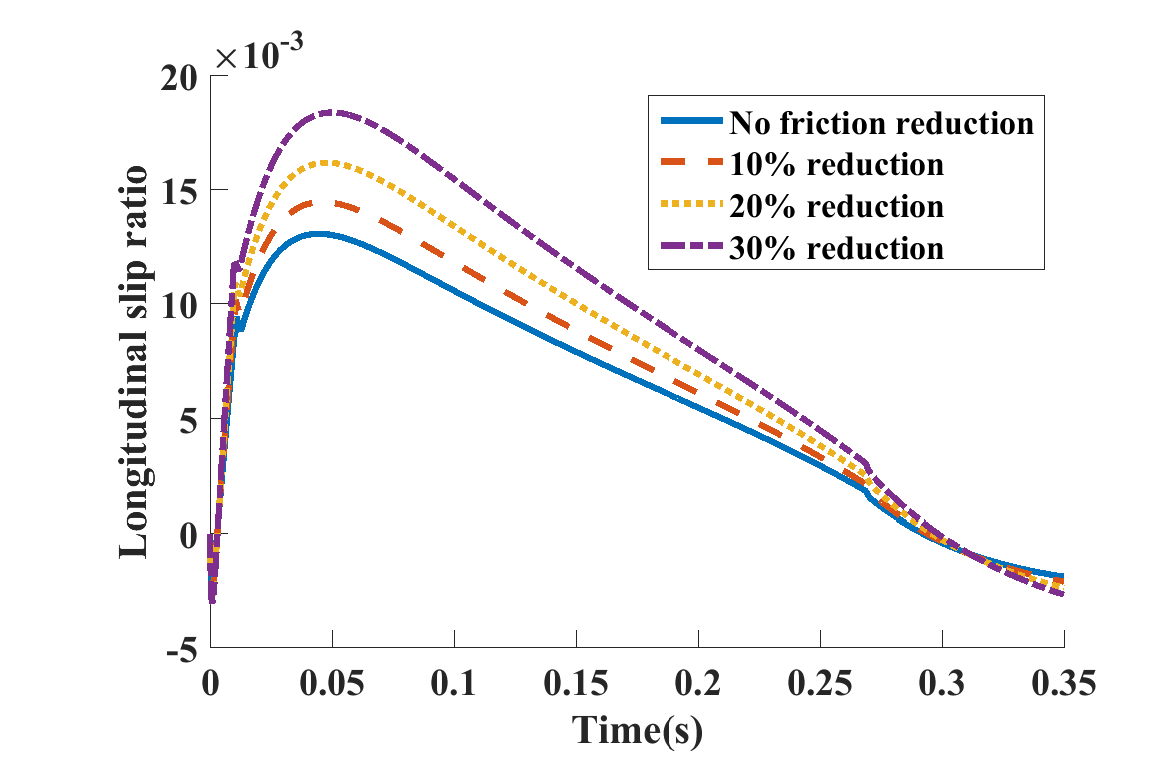 ×10-3
20
15
10
5
0
-5
Longitudinal slip ratio
No friction reduction
10% reduction
20% reduction
30% reduction
0 0.05 0.1 0.15 0.2 0.25 0.3 0.35
Time(s)